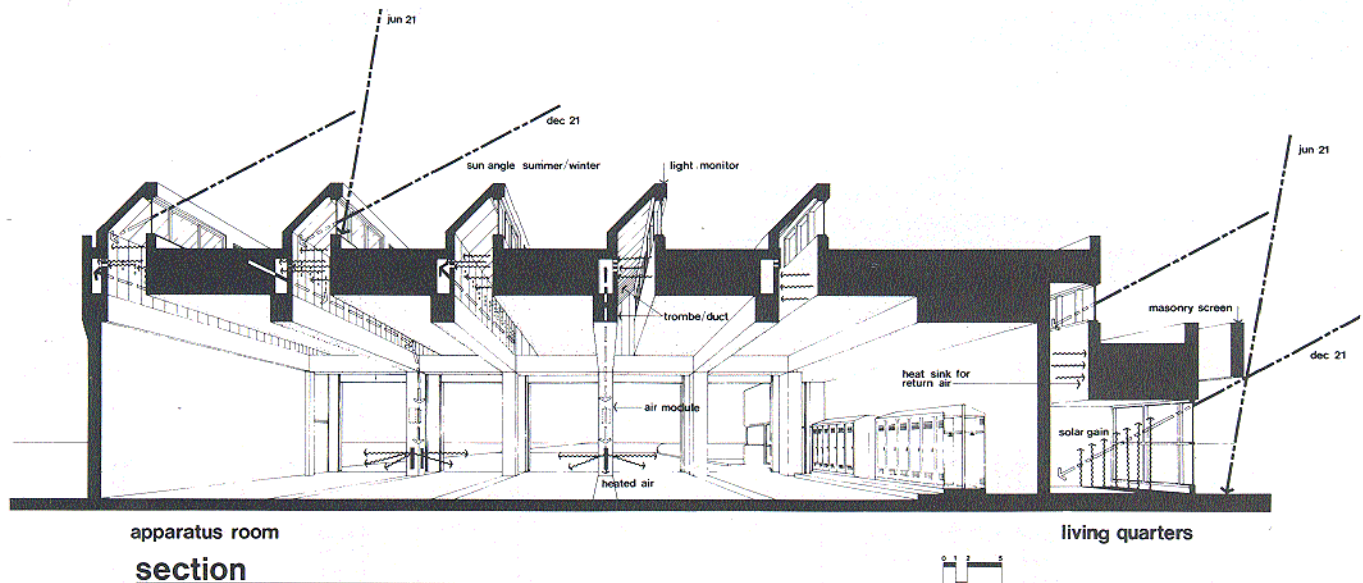 jun 21
dec 21
sun angle summer/winter
light monitor
jun 21
masonry screen
trombe/duct
dec 21
heat sink for
return air
air module
solar gain
heated air
apparatus room
living quarters
section
0 1 2 5